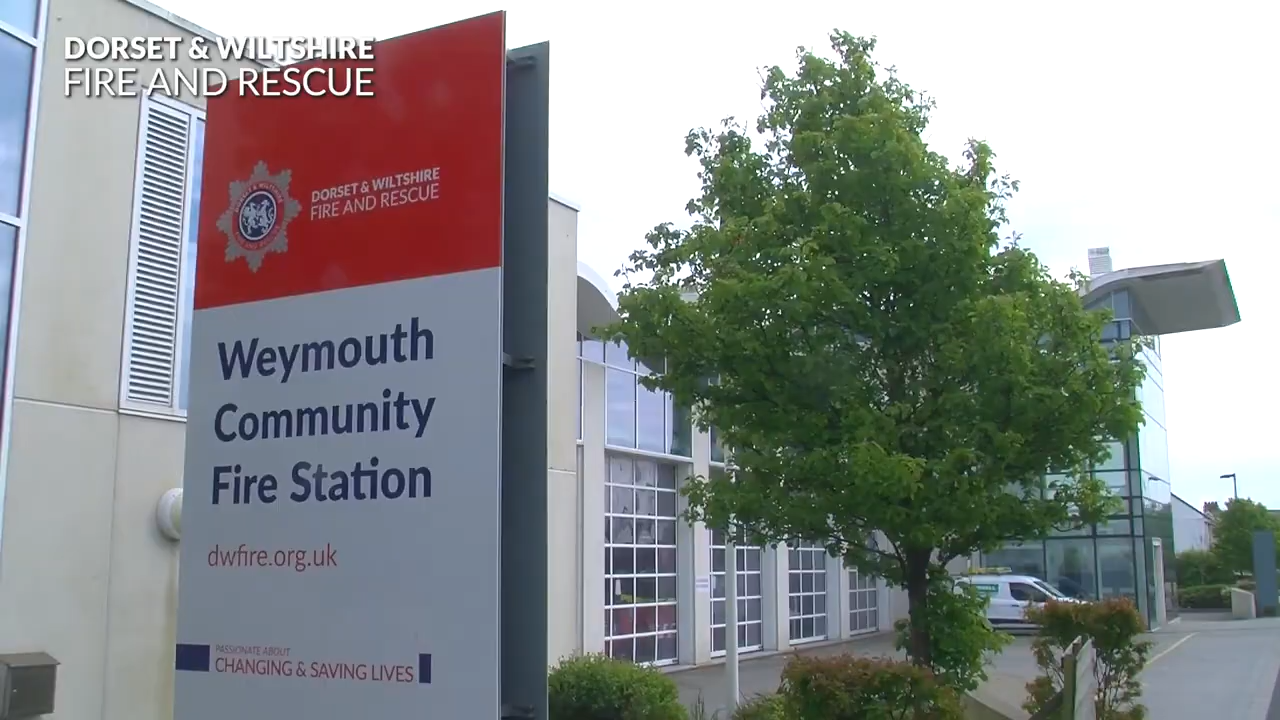 DORSET & WILTSHIRE
FIRE AND RESCUE
DORSET & WILTSHIRE
FIRE AND RESCUE
Weymouth
Community
Fire Station
dwfire.org.uk
PASSIONATE ABOUT
CHANGING & SAVING LIVES